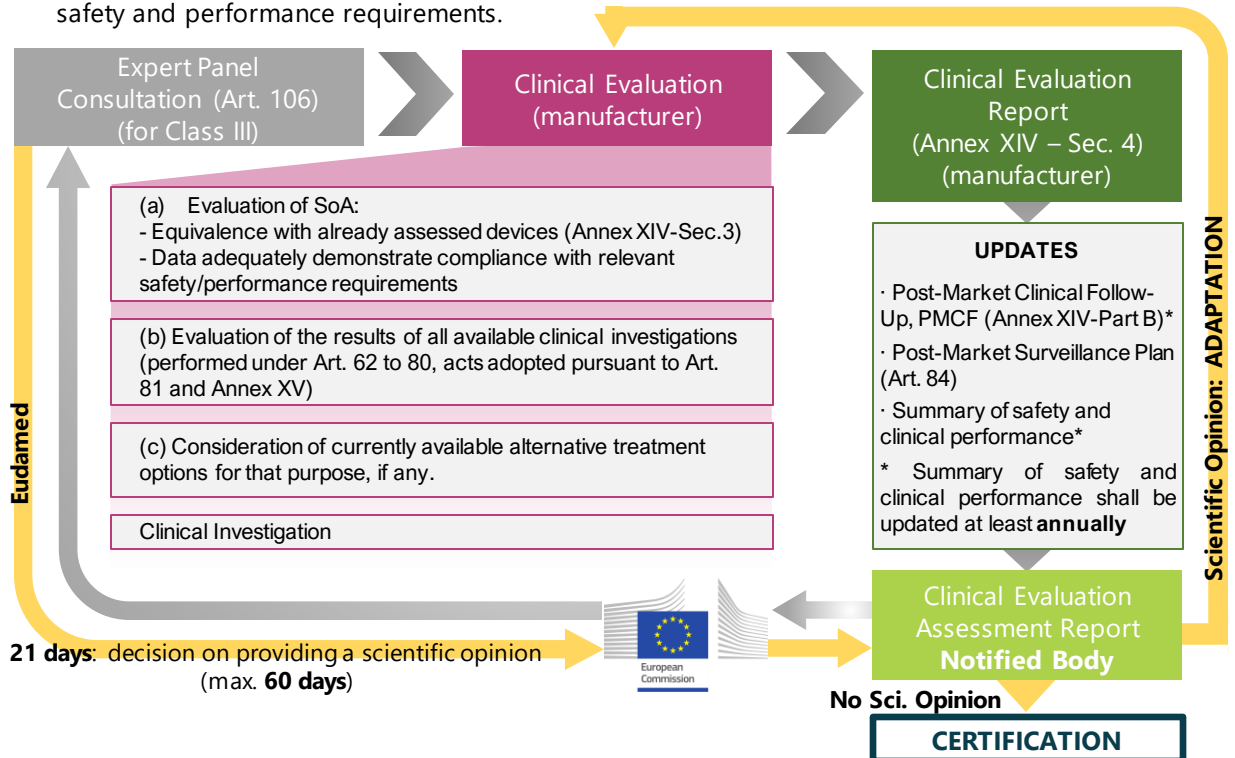 safety and performance requirements.
Expert Panel
Consultation (Art. 106)
(for Class III)
Clinical Evaluation
(manufacturer)
Clinical Evaluation
Report
(Annex XIV – Sec. 4)
(manufacturer)
(a) Evaluation of SoA:
- Equivalence with already assessed devices (Annex XIV-Sec.3)
- Data adequately demonstrate compliance with relevant
safety/performance requirements
(b) Evaluation of the results of all available clinical investigations
(performed under Art. 62 to 80, acts adopted pursuant to Art.
81 and Annex XV)
(c) Consideration of currently available alternative treatment
options for that purpose, if any.
Clinical Investigation
UPDATES
· Post-Market Clinical Follow-
Up, PMCF (Annex XIV-Part B)*
· Post-Market Surveillance Plan
(Art. 84)
· Summary of safety and
clinical performance*
* Summary of safety and
clinical performance shall be
updated at least annually
Scientific Opinion: ADAPTATION
Eudamed
21 days: decision on providing a scientific opinion
(max. 60 days)
European
Commission
Clinical Evaluation
Assessment Report
Notified Body
No Sci. Opinion
CERTIFICATION